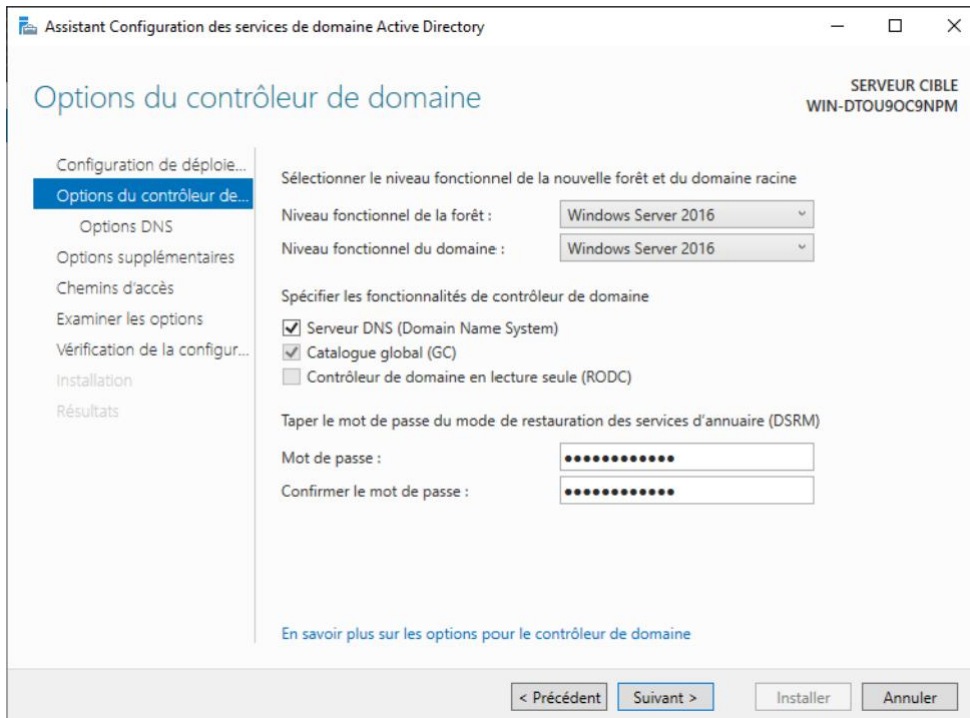 Assistant Configuration des services de domaine Active Directory
Options du contrôleur de domaine
SERVEUR CIBLE
WIN-DTOU9OC9NPM
Configuration de déploie...
Options du contrôleur de...
Options DNS
Options supplémentaires
Chemins d'accès
Examiner les options
Vérification de la configur...
Installation
Résultats
Sélectionner le niveau fonctionnel de la nouvelle forêt et du domaine racine
Niveau fonctionnel de la forêt : Windows Server 2016
Niveau fonctionnel du domaine : Windows Server 2016
Spécifier les fonctionnalités de contrôleur de domaine
Serveur DNS (Domain Name System)
Catalogue global (GC)
Contrôleur de domaine en lecture seule (RODC)
Taper le mot de passe du mode de restauration des services d'annuaire (DSRM)
Mot de passe : ●●●●●●●●●●●●
Confirmer le mot de passe : ●●●●●●●●●●●●
En savoir plus sur les options pour le contrôleur de domaine
< Précédent Suivant > Installer Annuler